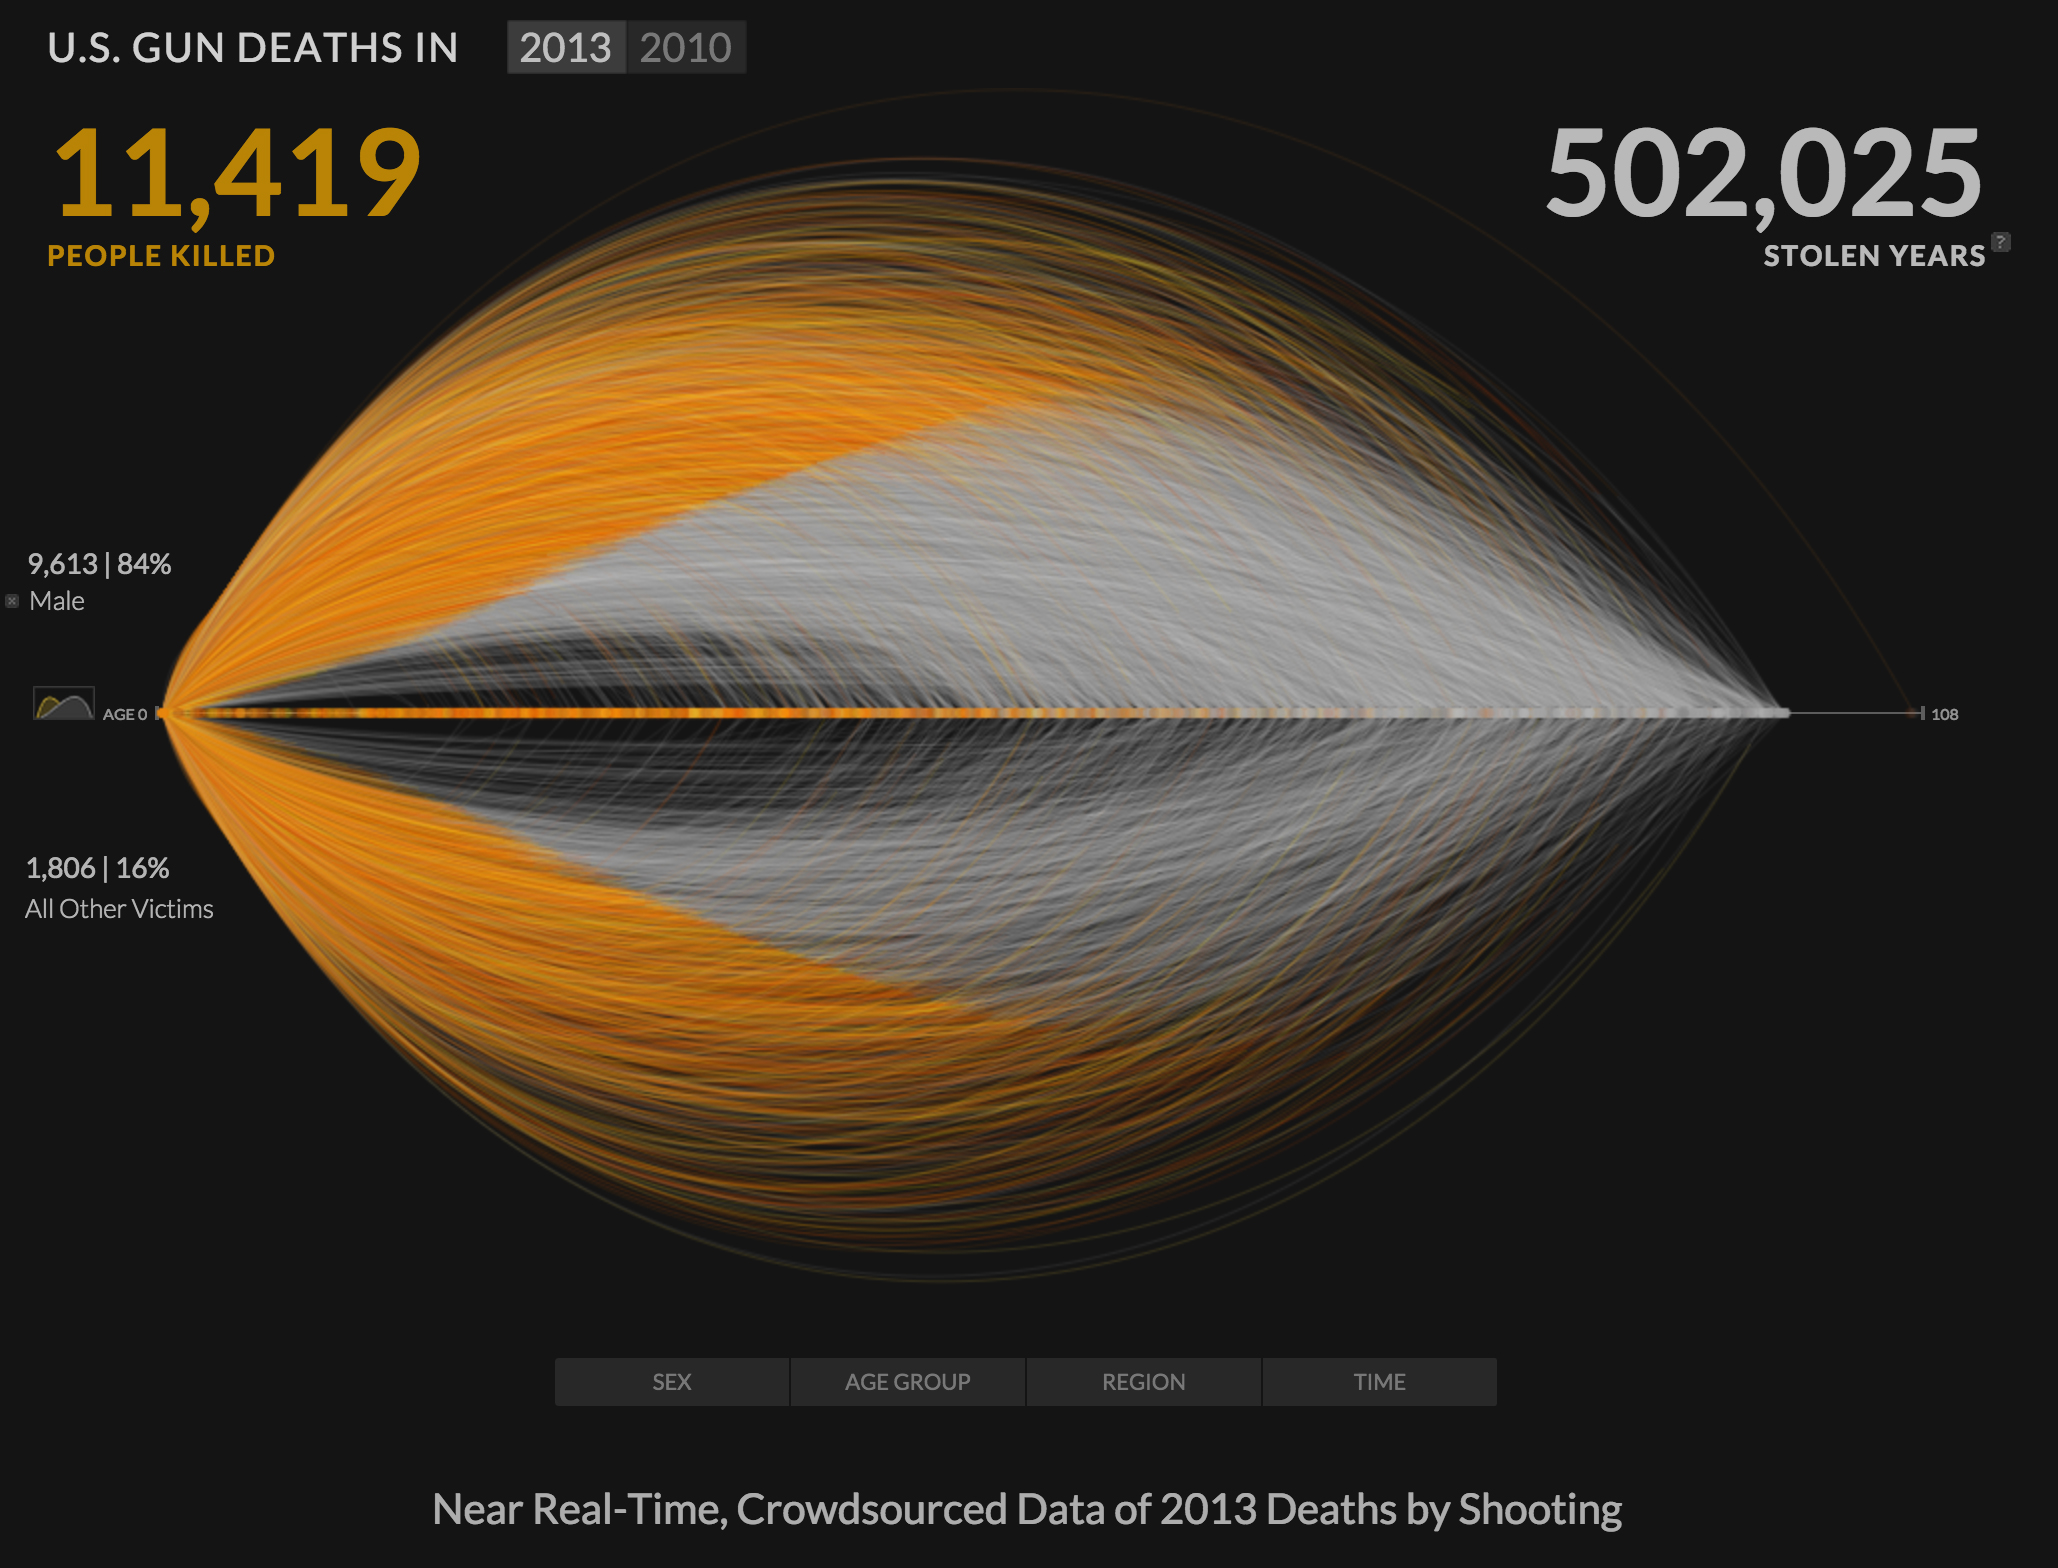 U.S. GUN DEATHS IN 2013 2010
11,419
PEOPLE KILLED
502,025
STOLEN YEARS ?
9,613 | 84%
Male
AGE 0
108
1,806 | 16%
All Other Victims
SEX AGE GROUP REGION TIME
Near Real-Time, Crowdsourced Data of 2013 Deaths by Shooting